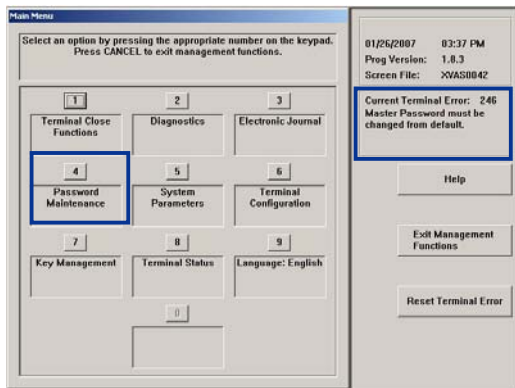 Main Menu
Select an option by pressing the appropriate number on the keypad.
Press CANCEL to exit management functions.
1
Terminal Close
Functions
2
Diagnostics
3
Electronic Journal
4
Password
Maintenance
5
System
Parameters
6
Terminal
Configuration
7
Key Management
8
Terminal Status
9
Language: English
0
01/26/2007 03:37 PM
Prog Version: 1.0.3
Screen File: XVAS0042
Current Terminal Error: 246
Master Password must be
changed from default.
Help
Exit Management
Functions
Reset Terminal Error